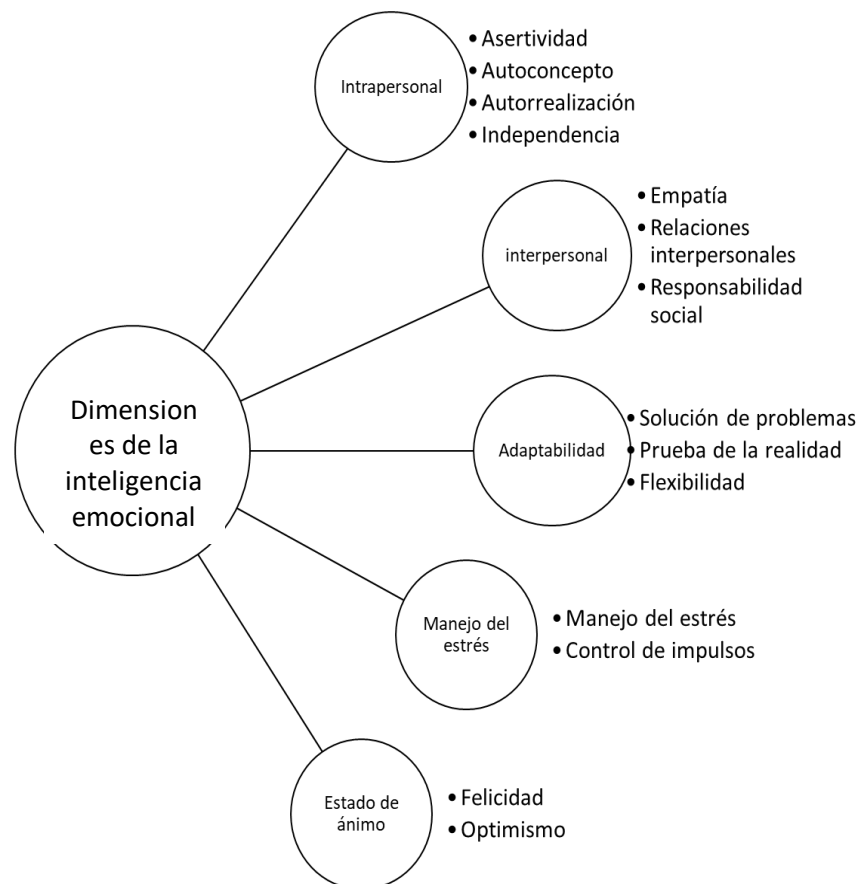 Intrapersonal
• Asertividad
• Autoconcepto
• Autorrealización
• Independencia
interpersonal
• Empatía
• Relaciones
interpersonales
• Responsabilidad
social
Dimension
es de la
inteligencia
emocional
Adaptabilidad
• Solución de problemas
• Prueba de la realidad
• Flexibilidad
Manejo del
estrés
• Manejo del estrés
• Control de impulsos
Estado de
ánimo
• Felicidad
• Optimismo